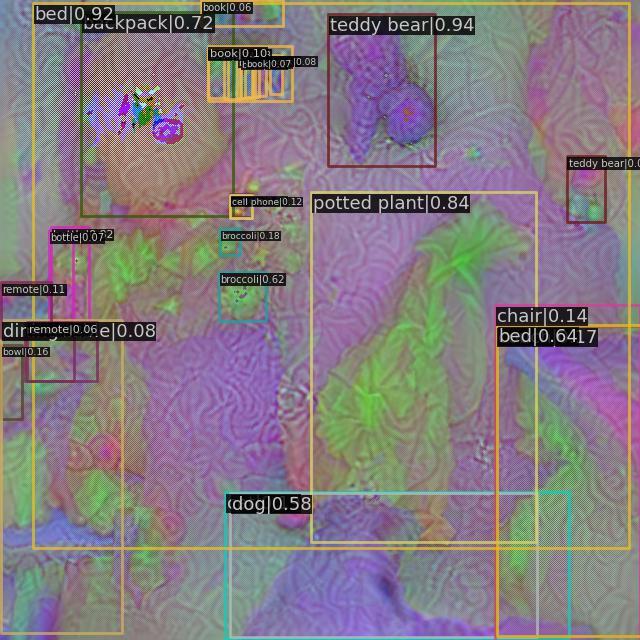 book|0.06
bed|0.92
backpack|0.72
teddy bear|0.94
book|0.10
book|0.07
0.08
teddy bear|0.0
cell phone|0.12
potted plant|0.84
bottle|0.07
broccoli|0.18
broccoli|0.62
remote|0.11
chair|0.14
remote|0.06
e|0.08
bed|0.64
bowl|0.16
dog|0.58